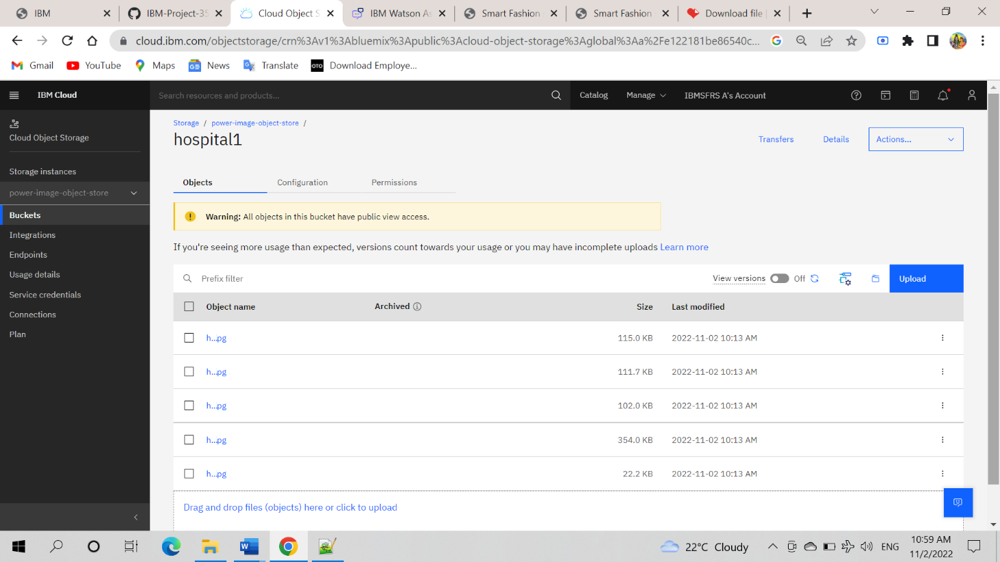 IBM
IBM-Project-35
Cloud Object S
IBM Watson As
Smart Fashion
Smart Fashion
Download file
cloud.ibm.com/objectstorage/crn%3Av1%3Abluemix%3Apublic%3Acloud-object-storage%3Aglobal%3Aa%2Fe122181be86540c...
Gmail
YouTube
Maps
News
Translate
OTO
Download Employe...
IBM Cloud
Search resources and products...
Catalog
Manage
IBMSFRS A's Account
Cloud Object Storage
Storage instances
power-image-object-store
Buckets
Integrations
Endpoints
Usage details
Service credentials
Connections
Plan
Storage / power-image-object-store /
hospital1
Transfers
Details
Actions...
Objects
Configuration
Permissions
Warning: All objects in this bucket have public view access.
If you're seeing more usage than expected, versions count towards your usage or you may have incomplete uploads Learn more
Prefix filter
View versions
Off
Upload
Object name Archived Size Last modified
h...pg 115.0 KB 2022-11-02 10:13 AM
h...pg 111.7 KB 2022-11-02 10:13 AM
h...pg 102.0 KB 2022-11-02 10:13 AM
h...pg 354.0 KB 2022-11-02 10:13 AM
h...pg 22.2 KB 2022-11-02 10:13 AM
Drag and drop files (objects) here or click to upload
22°C Cloudy
ENG
10:59 AM
11/2/2022